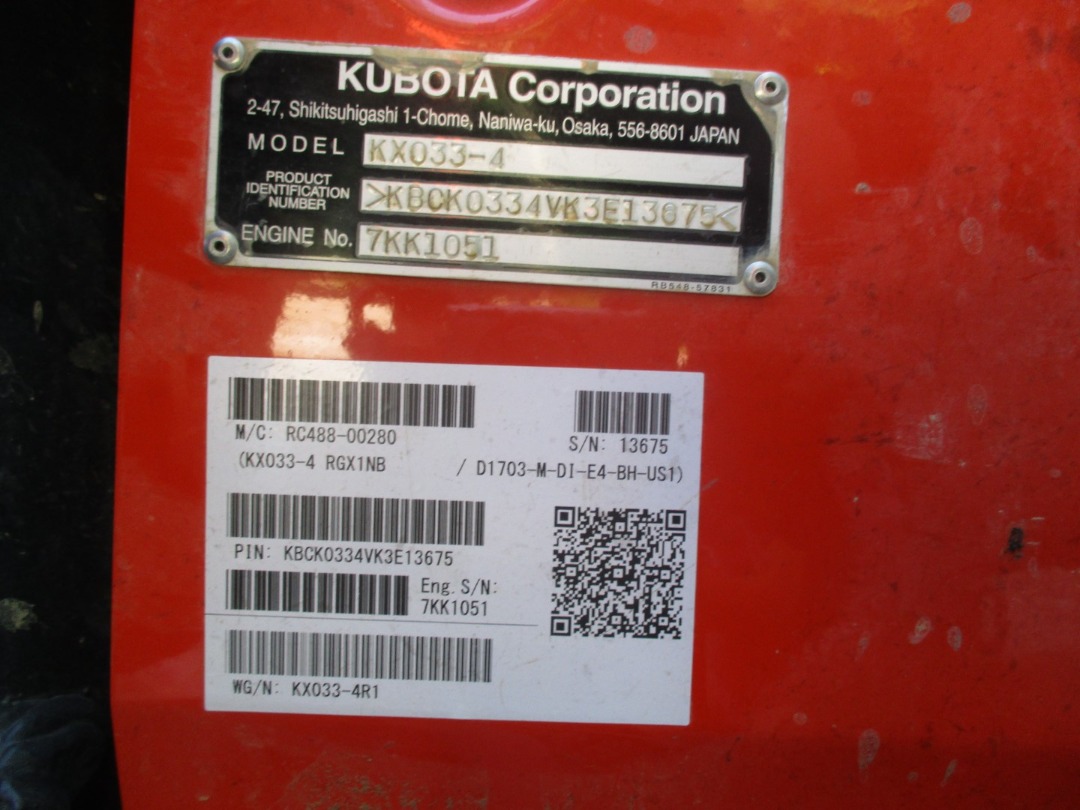 KUBOTA Corporation
2-47, Shikitsuhigashi 1-Chome, Naniwa-ku, Osaka, 556-8601 JAPAN
MODEL KX033-4
PRODUCT
IDENTIFICATION
NUMBER >KBCK0334VK3E13675<
ENGINE No. 7KK1051
RB548-5Z831
M/C: RC488-00280 S/N: 13675
(KX033-4 RGX1NB / D1703-M-DI-E4-BH-US1)
PIN: KBCK0334VK3E13675
Eng.S/N:
7KK1051
WG/N: KX033-4R1